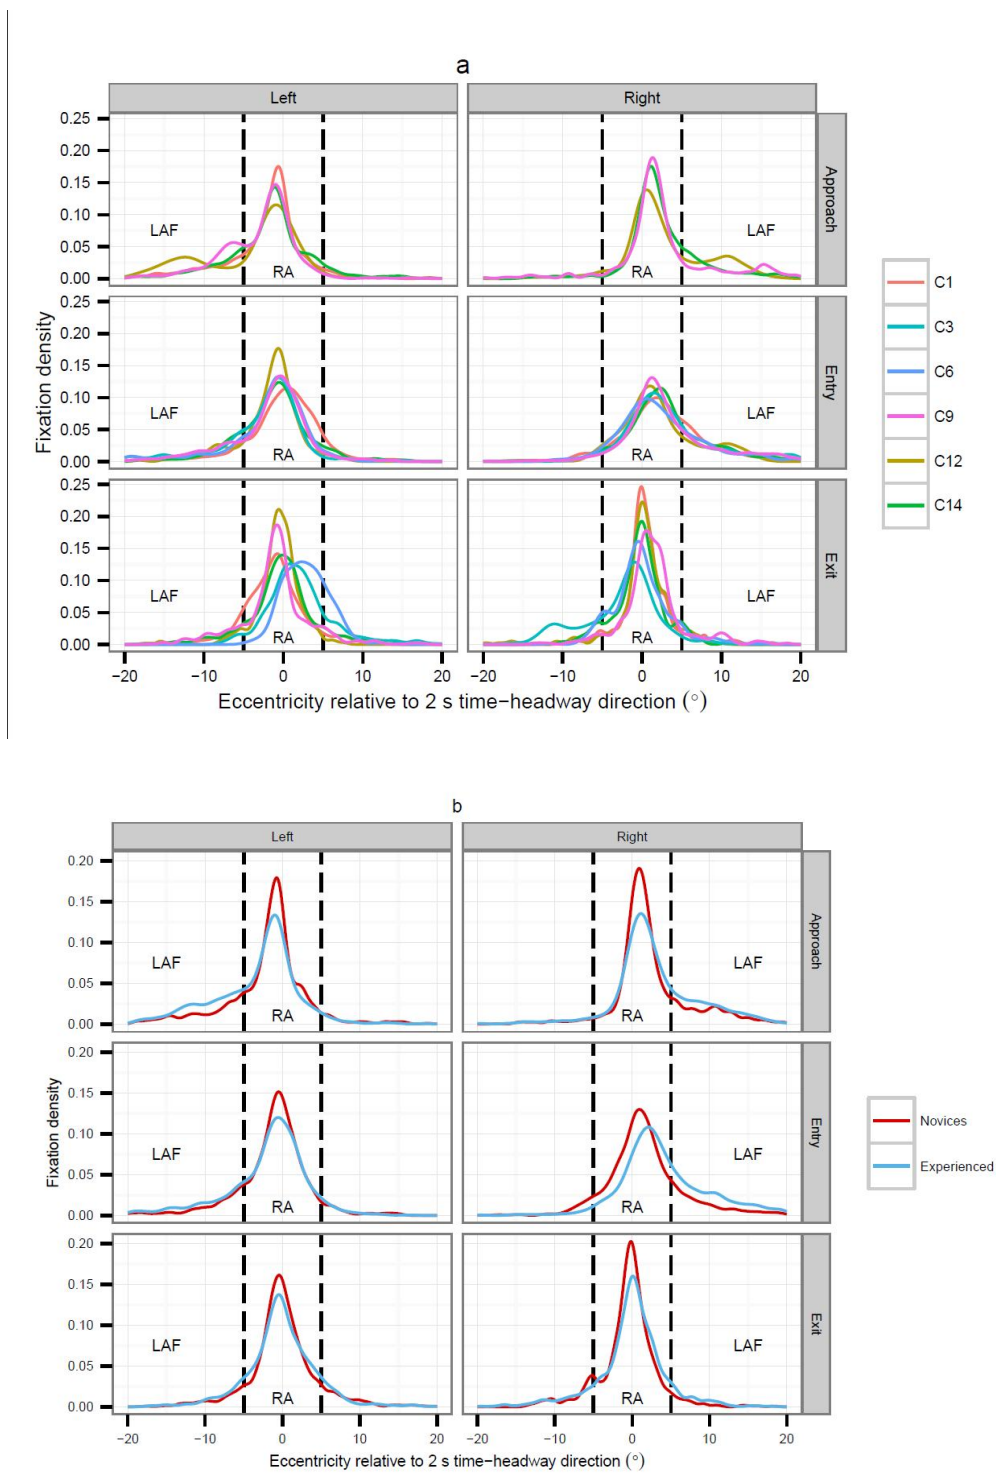 a
Left
Right
0.25
0.20
0.15
0.10
0.05
0.00
LAF
RA
RA
LAF
Approach
0.25
0.20
0.15
0.10
0.05
0.00
LAF
RA
RA
LAF
Entry
0.25
0.20
0.15
0.10
0.05
0.00
LAF
RA
RA
LAF
Exit
Fixation density
−20 −10 0 10 20
−20 −10 0 10 20
Eccentricity relative to 2 s time−headway direction (°)
C1
C3
C6
C9
C12
C14
b
Left
Right
0.20
0.15
0.10
0.05
0.00
LAF
RA
RA
LAF
Approach
0.20
0.15
0.10
0.05
0.00
LAF
RA
RA
LAF
Entry
0.20
0.15
0.10
0.05
0.00
LAF
RA
RA
LAF
Exit
Fixation density
−20 −10 0 10 20
−20 −10 0 10 20
Eccentricity relative to 2 s time−headway direction (°)
Novices
Experienced